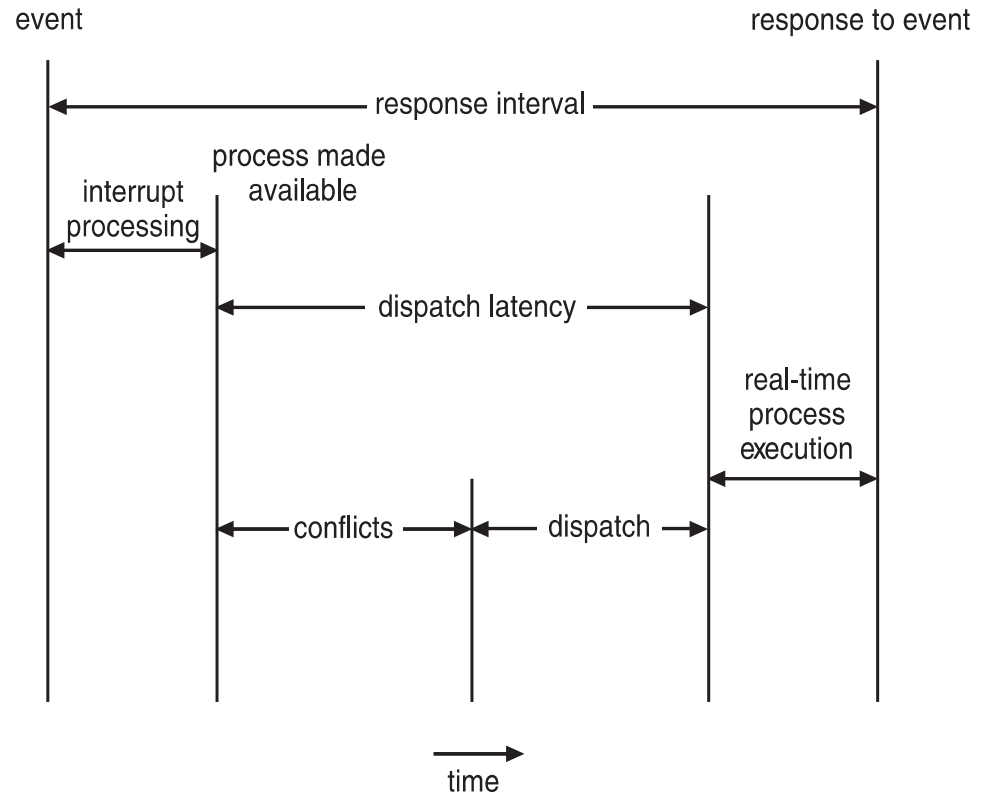 event
response to event
response interval
process made
available
interrupt
processing
dispatch latency
real-time
process
execution
conflicts
dispatch
time